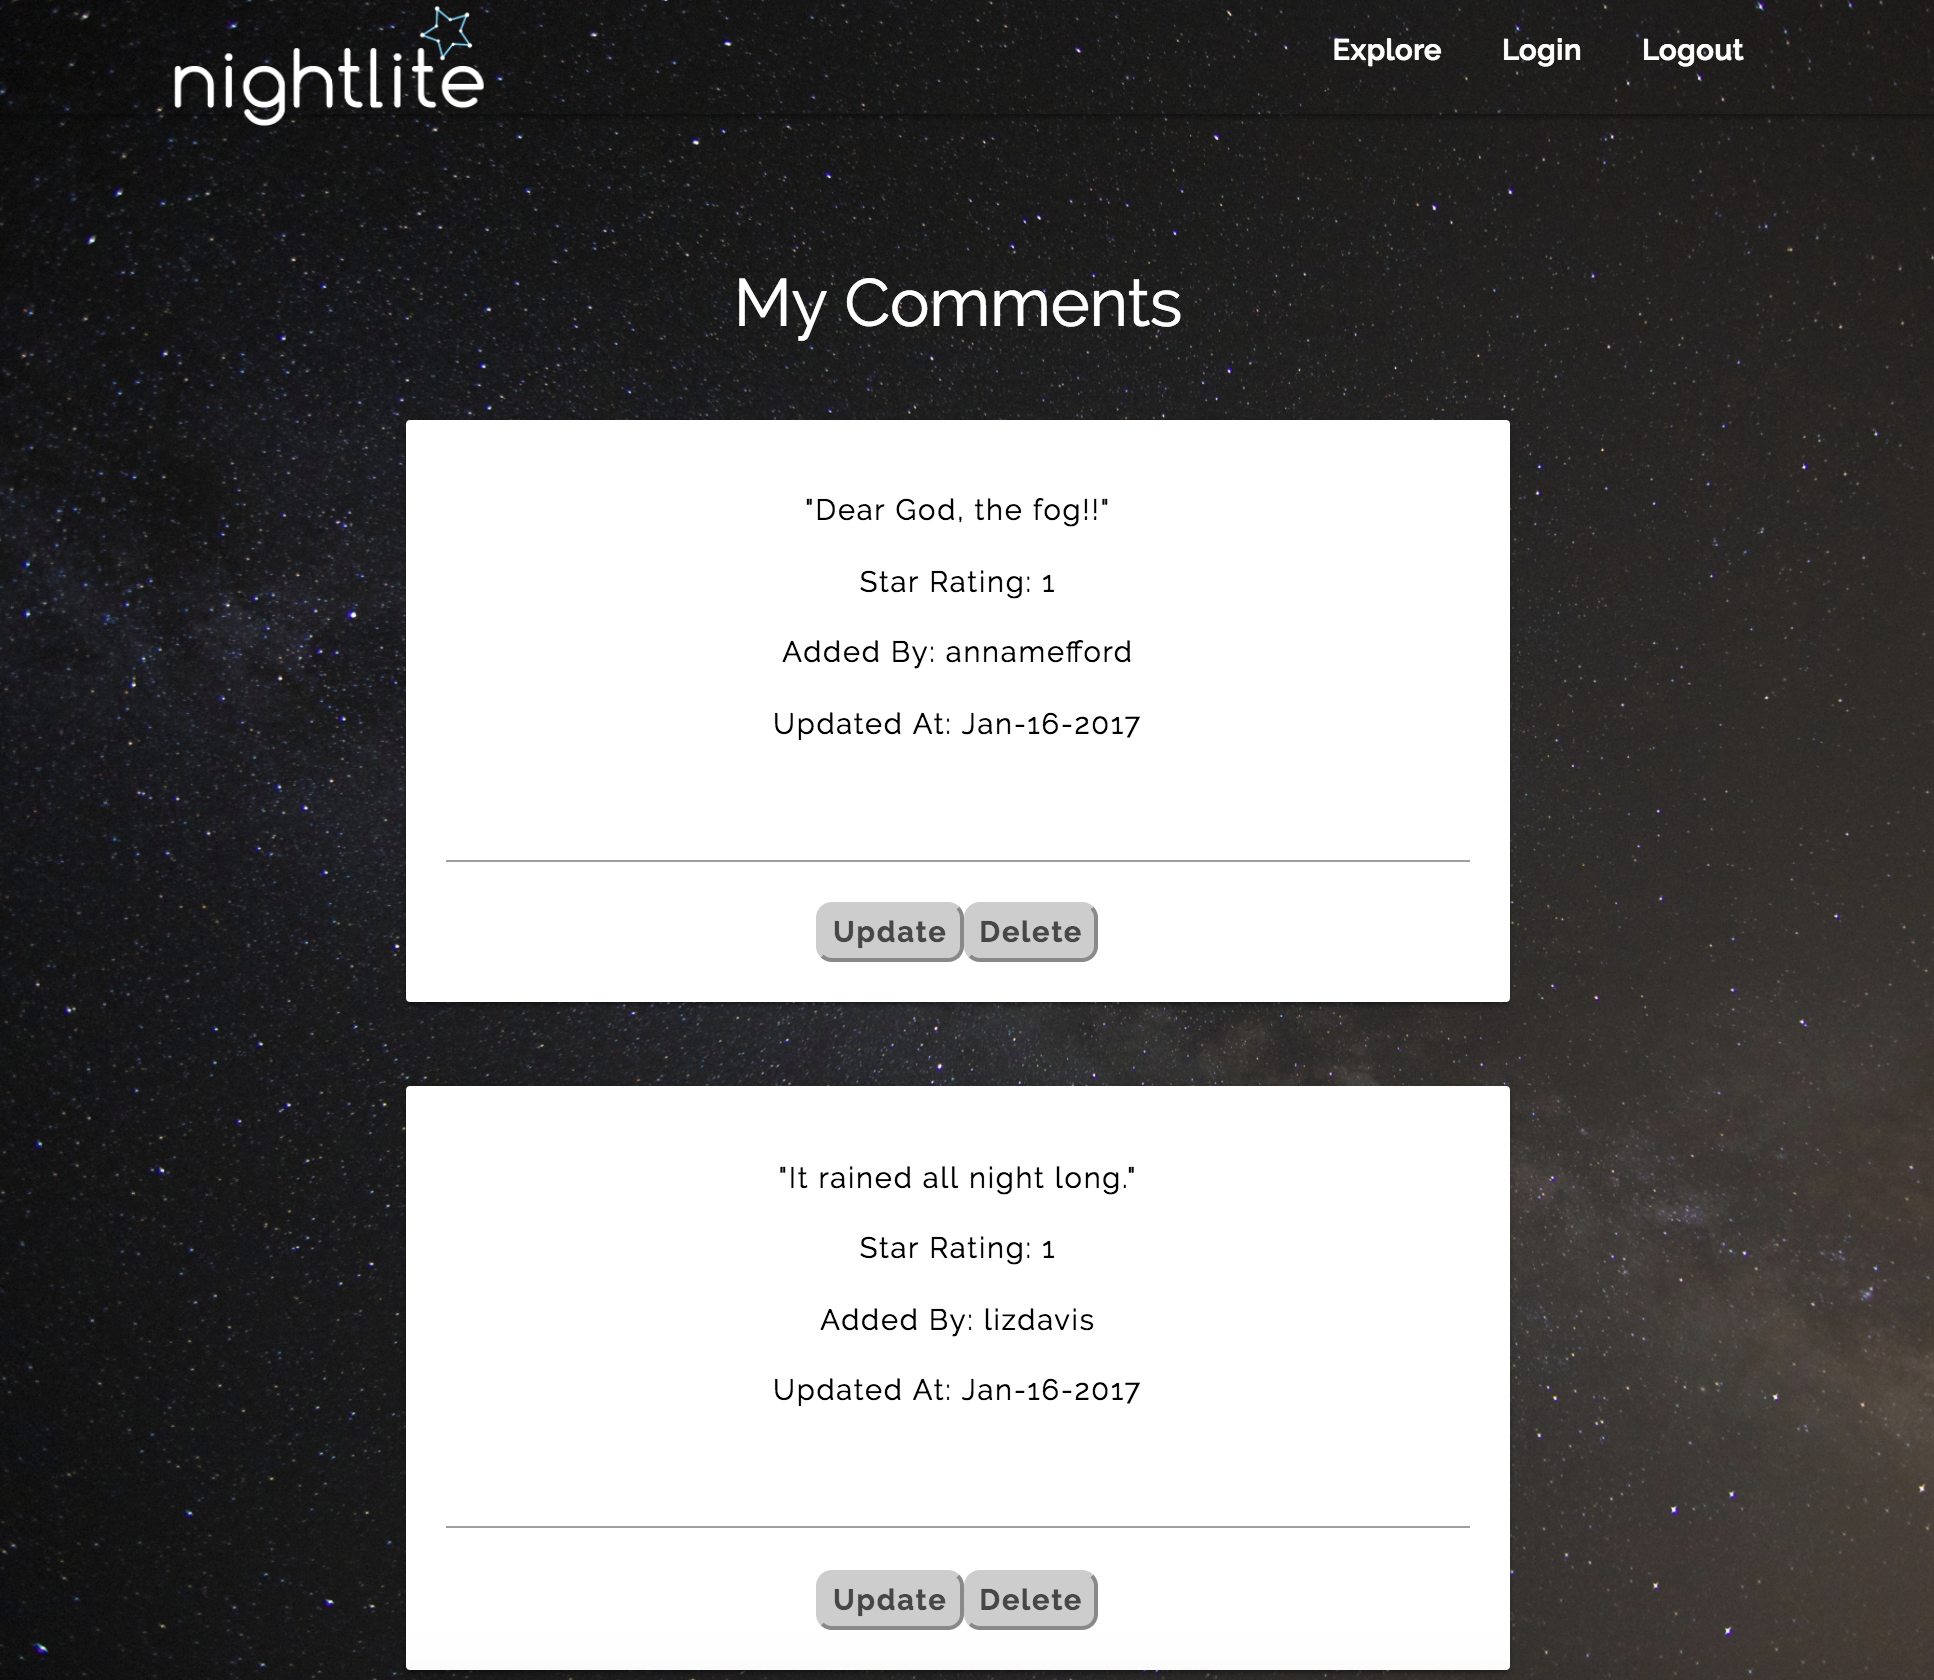 nightlite
Explore Login Logout
My Comments
"Dear God, the fog!!"
Star Rating: 1
Added By: annamefford
Updated At: Jan-16-2017
Update Delete
"It rained all night long."
Star Rating: 1
Added By: lizdavis
Updated At: Jan-16-2017
Update Delete